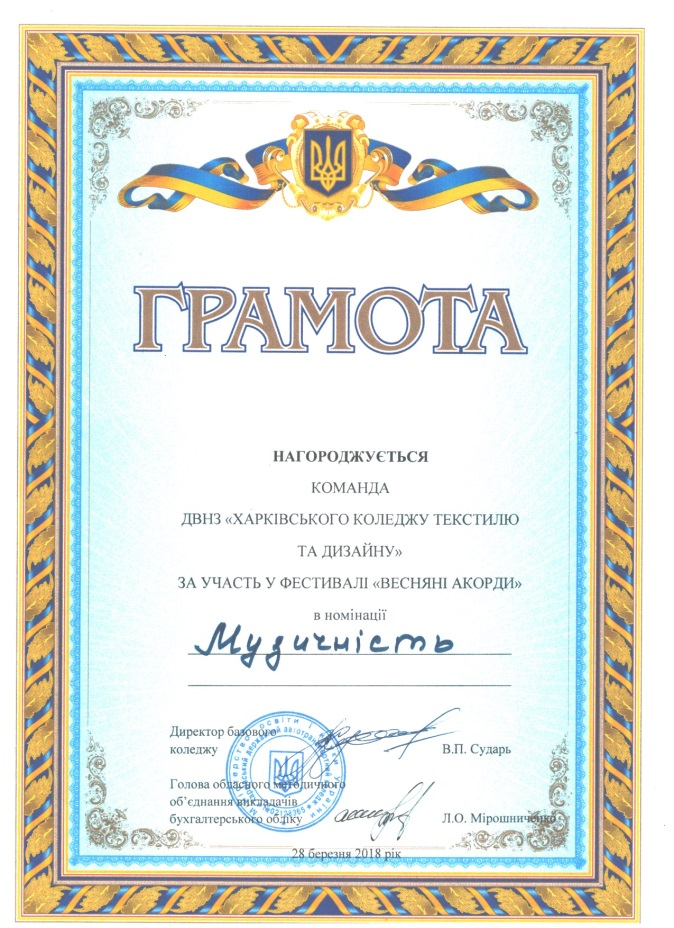 ГРАМОТА
НАГОРОДЖУЄТЬСЯ
КОМАНДА
ДВНЗ «ХАРКІВСЬКОГО КОЛЕДЖУ ТЕКСТИЛЮ
ТА ДИЗАЙНУ»
ЗА УЧАСТЬ У ФЕСТИВАЛІ «ВЕСНЯНІ АКОРДИ»
в номінації
Музичність
Директор базового
коледжу
В.П. Сударь
Голова обласного методичного
об’єднання викладачів
бухгалтерського обліку
Л.О. Мірошниченко
28 березня 2018 рік